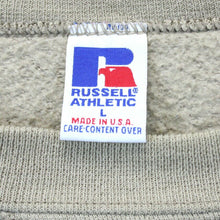 RUSSELL®
ATHLETIC
L
MADE IN U.S.A.
CARE-CONTENT OVER